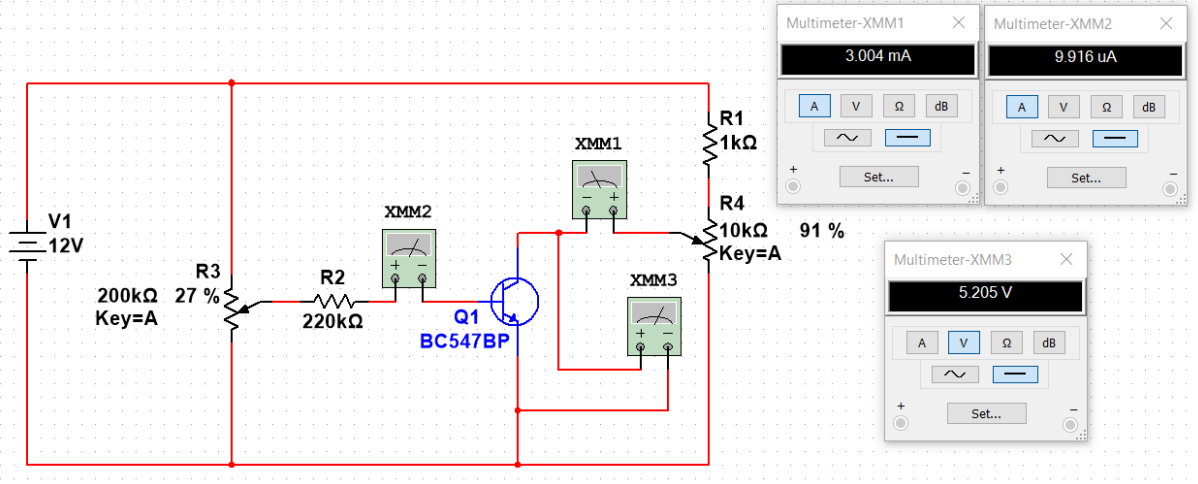 Multimeter-XMM1
3.004 mA
A V Ω dB
+ Set... −
Multimeter-XMM2
9.916 uA
A V Ω dB
+ Set... −
V1
12V
R3
200kΩ 27 %
Key=A
R2
220kΩ
XMM2
+ −
Q1
BC547BP
XMM1
− +
XMM3
+ −
R1
1kΩ
R4
10kΩ 91 %
Key=A
Multimeter-XMM3
5.205 V
A V Ω dB
+ Set... −